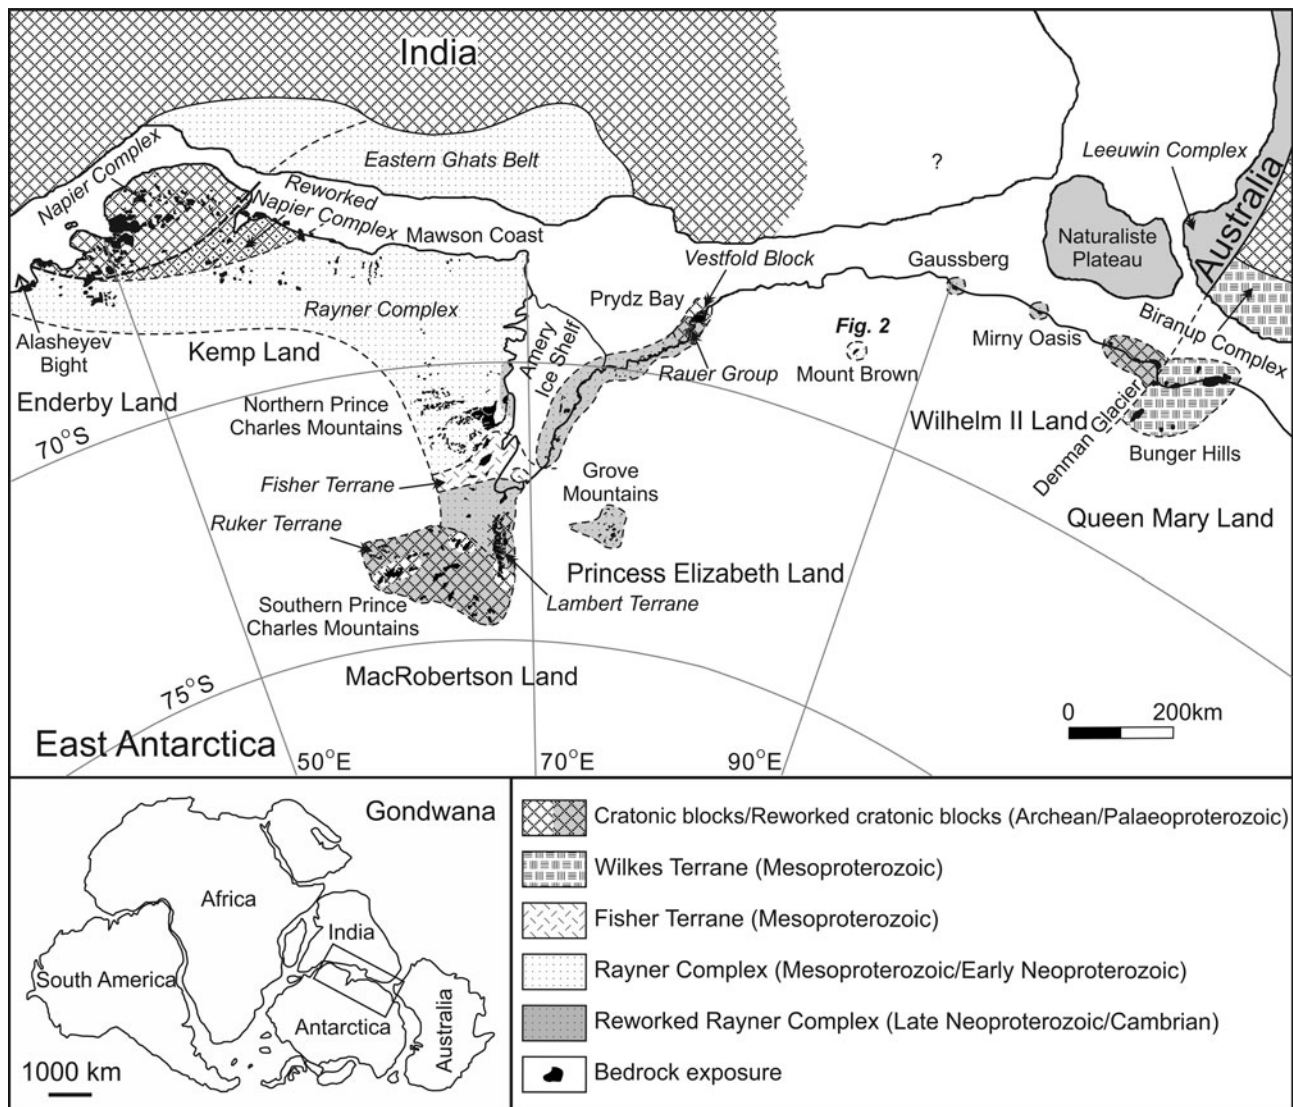 India
Eastern Ghats Belt
?
Leeuwin Complex
Australia
Napier Complex
Reworked
Napier Complex
Mawson Coast
Vestfold Block
Gaussberg
Naturaliste
Plateau
Prydz Bay
Rayner Complex
Amery
Ice Shelf
Fig. 2
Mirny Oasis
Biranup Complex
Alasheyev
Bight
Kemp Land
Rauer Group
Mount Brown
Enderby Land
Northern Prince
Charles Mountains
Wilhelm II Land
Denman Glacier
Bunger Hills
70°S
Fisher Terrane
Grove
Mountains
Ruker Terrane
Queen Mary Land
Princess Elizabeth Land
Southern Prince
Charles Mountains
Lambert Terrane
MacRobertson Land
75°S
0 200km
East Antarctica
50°E
70°E
90°E
Gondwana
Africa
India
South America
Antarctica
Australia
1000 km
Cratonic blocks/Reworked cratonic blocks (Archean/Palaeoproterozoic)
Wilkes Terrane (Mesoproterozoic)
Fisher Terrane (Mesoproterozoic)
Rayner Complex (Mesoproterozoic/Early Neoproterozoic)
Reworked Rayner Complex (Late Neoproterozoic/Cambrian)
Bedrock exposure